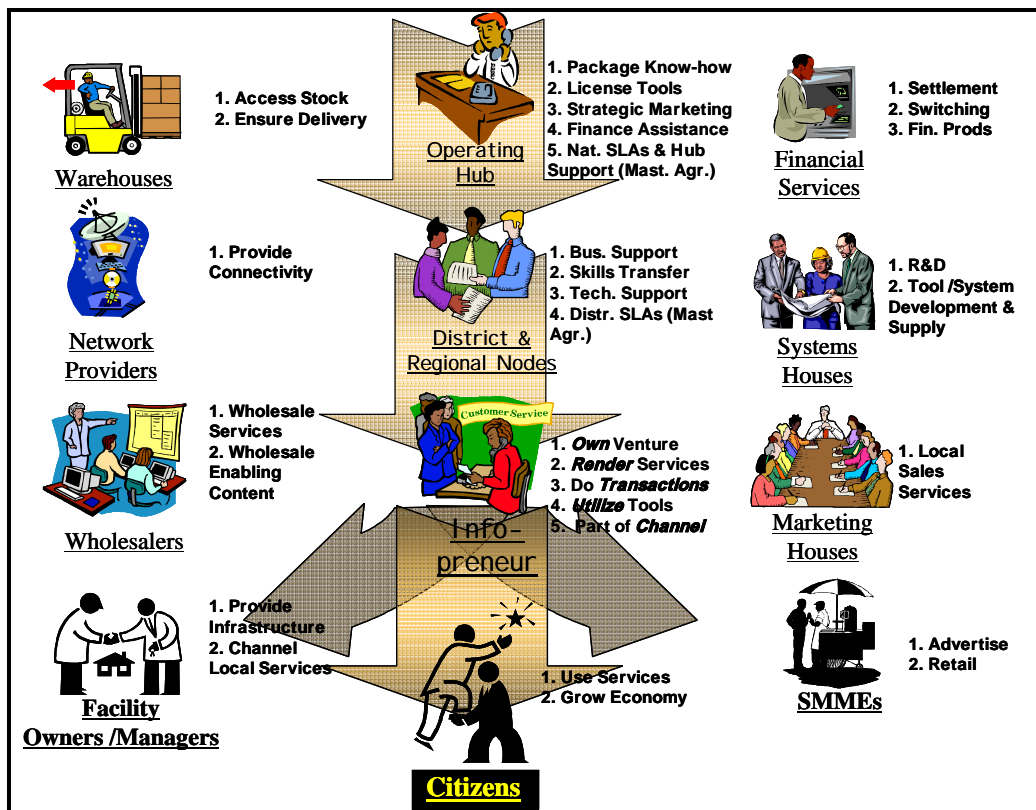 1. Access Stock
2. Ensure Delivery
Warehouses
Operating
Hub
1. Package Know-how
2. License Tools
3. Strategic Marketing
4. Finance Assistance
5. Nat. SLAs & Hub
Support (Mast. Agr.)
1. Settlement
2. Switching
3. Fin. Prods
Financial
Services
1. Provide
Connectivity
Network
Providers
District &
Regional Nodes
1. Bus. Support
2. Skills Transfer
3. Tech. Support
4. Distr. SLAs (Mast
Agr.)
1. R&D
2. Tool /System
Development &
Supply
Systems
Houses
1. Wholesale
Services
2. Wholesale
Enabling
Content
Wholesalers
Customer Service
Info-
preneur
1. Own Venture
2. Render Services
3. Do Transactions
4. Utilize Tools
5. Part of Channel
1. Local
Sales
Services
Marketing
Houses
1. Provide
Infrastructure
2. Channel
Local Services
Facility
Owners /Managers
1. Use Services
2. Grow Economy
Citizens
1. Advertise
2. Retail
SMMEs